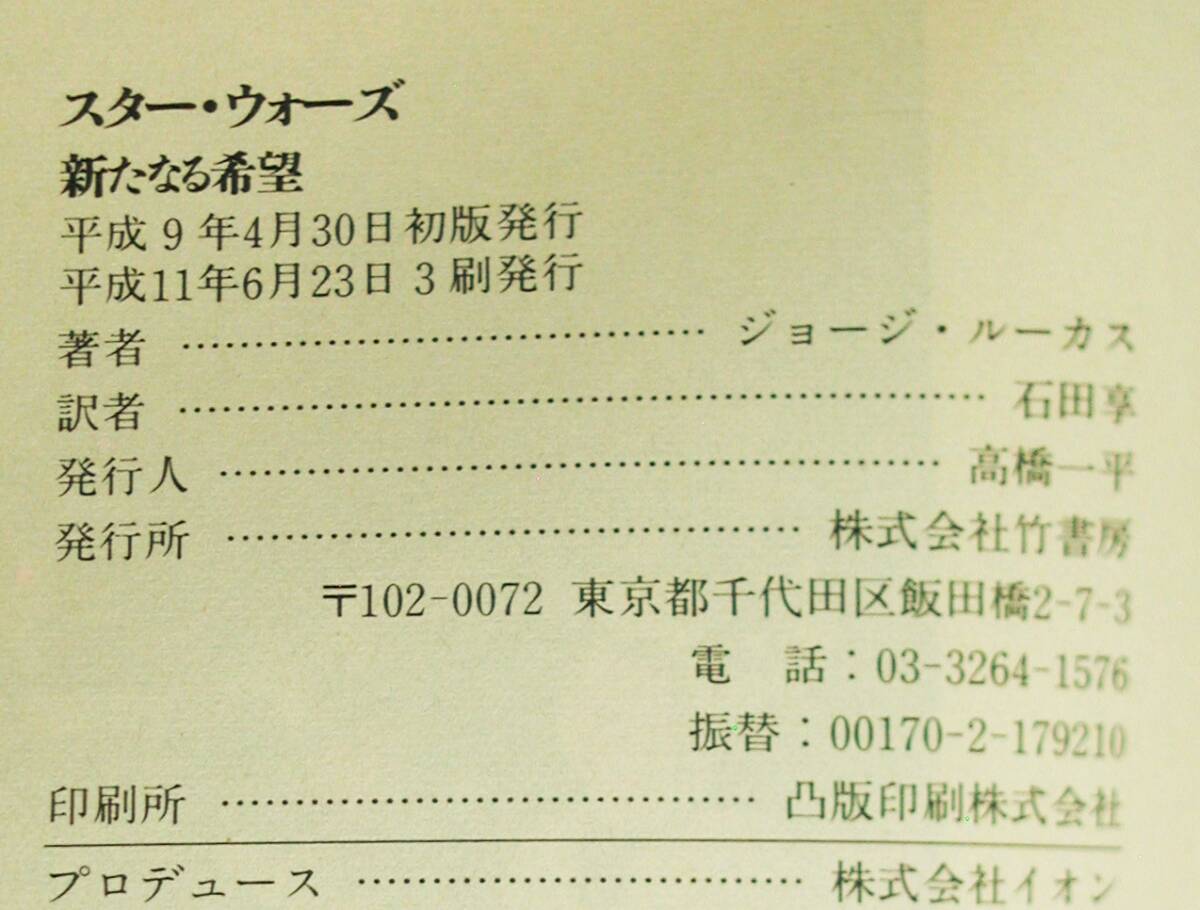 スター・ウォーズ
新たなる希望
平成9年4月30日初版発行
平成11年6月23日3刷発行
著者 ……………………………… ジョージ・ルーカス
訳者 ……………………………………………… 石田享
発行人 ………………………………………… 高橋一平
発行所 ……………………………… 株式会社竹書房
〒102-0072 東京都千代田区飯田橋2-7-3
電　話：03-3264-1576
振替：00170-2-179210
印刷所 ……………………………… 凸版印刷株式会社
プロデュース ……………………… 株式会社イオン